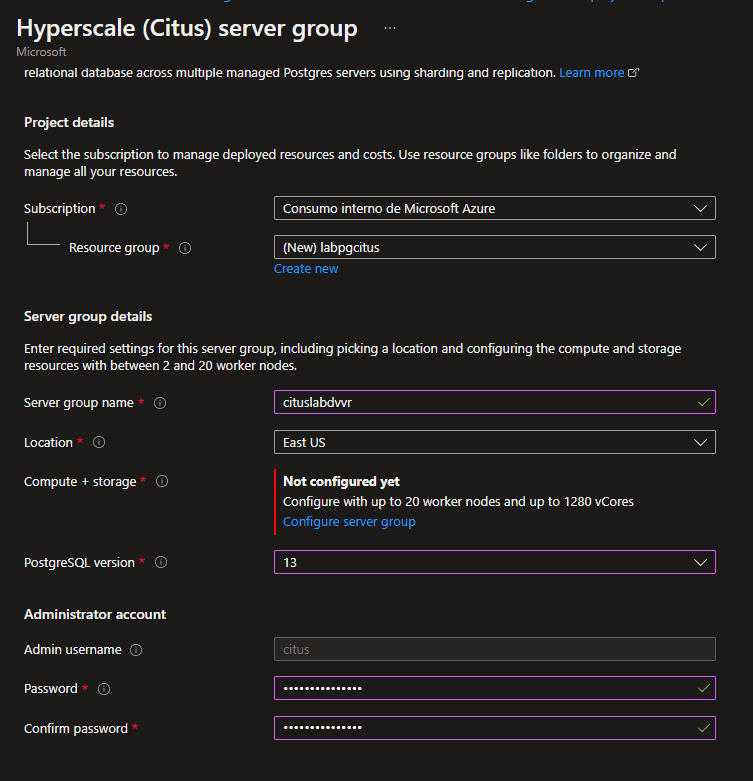 Hyperscale (Citus) server group ...
Microsoft
relational database across multiple managed Postgres servers using sharding and replication. Learn more
Project details
Select the subscription to manage deployed resources and costs. Use resource groups like folders to organize and
manage all your resources.
Subscription *
Consumo interno de Microsoft Azure
Resource group *
(New) labpgcitus
Create new
Server group details
Enter required settings for this server group, including picking a location and configuring the compute and storage
resources with between 2 and 20 worker nodes.
Server group name *
cituslabdvvr
Location *
East US
Compute + storage *
Not configured yet
Configure with up to 20 worker nodes and up to 1280 vCores
Configure server group
PostgreSQL version *
13
Administrator account
Admin username
citus
Password *
•••••••••••••••
Confirm password *
•••••••••••••••